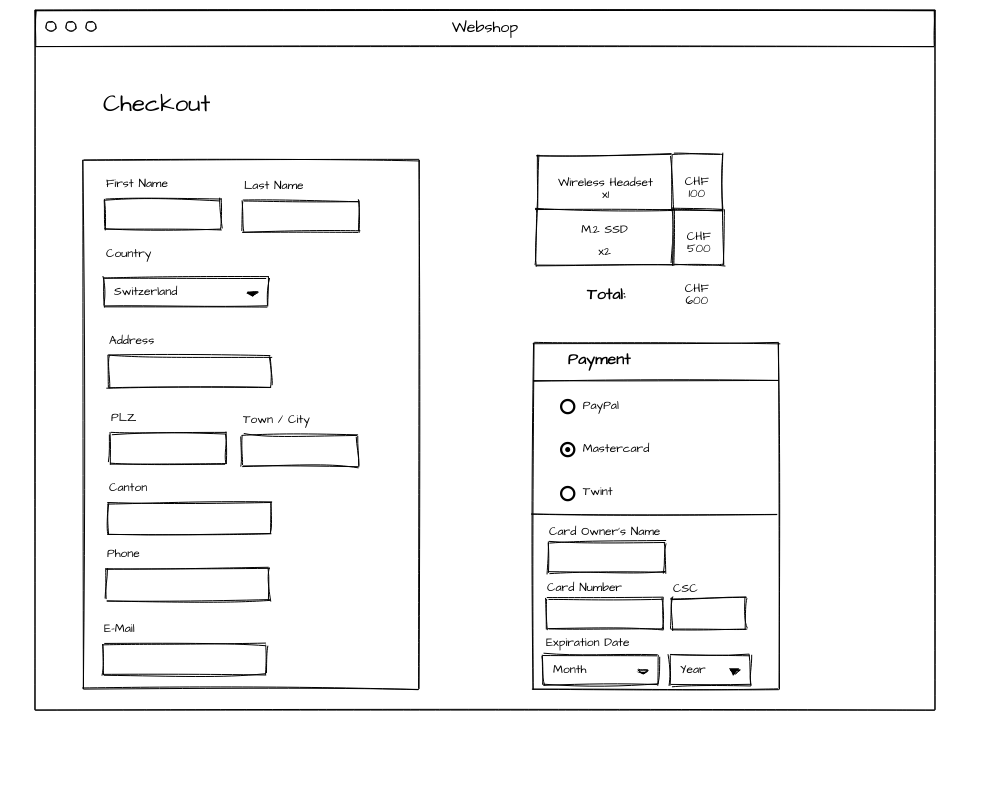 Webshop
Checkout
First Name
Last Name
Country
Switzerland
Address
PLZ
Town / City
Canton
Phone
E-Mail
Wireless Headset
x1
CHF
100
M.2 SSD
x2
CHF
500
Total:
CHF
600
Payment
PayPal
Mastercard
Twint
Card Owner's Name
Card Number
CSC
Expiration Date
Month
Year